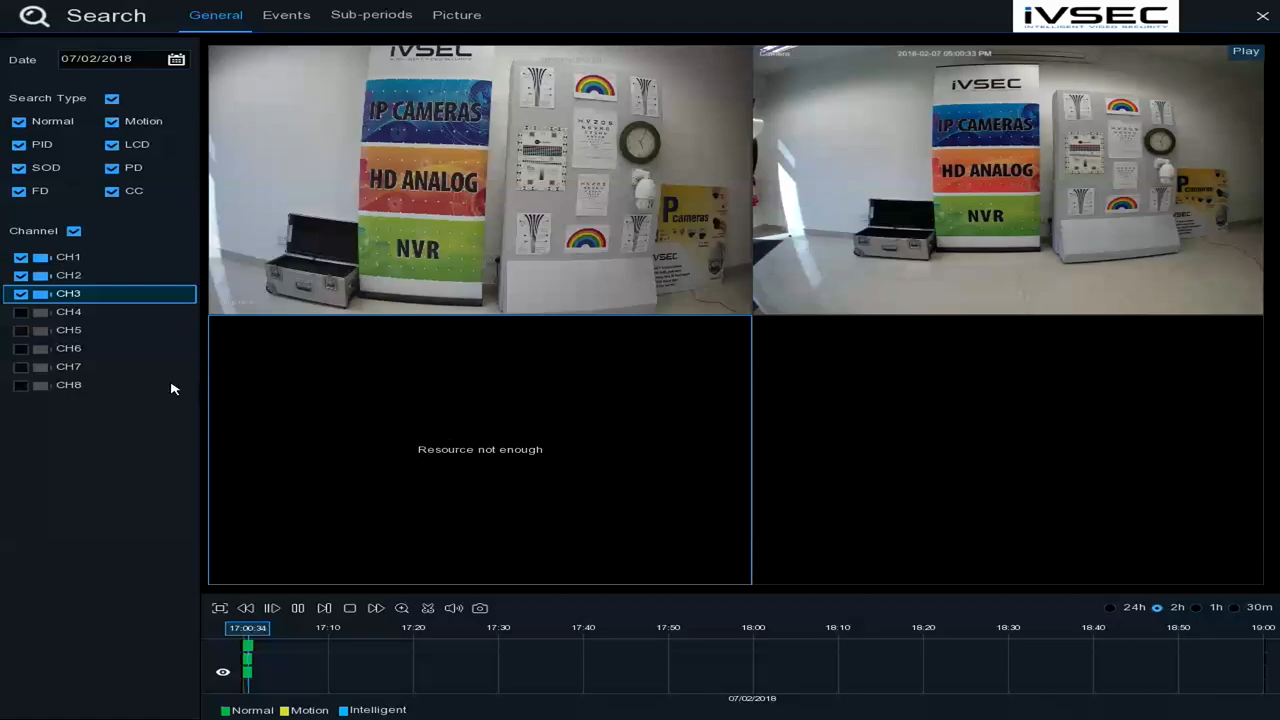 Search
General
Events
Sub-periods
Picture
iVSEC
INTELLIGENT VIDEO SECURITY
Date
07/02/2018
Search Type
Normal
Motion
PID
LCD
SOD
PD
FD
CC
Channel
CH1
CH2
CH3
CH4
CH5
CH6
CH7
CH8
iVSEC
IP CAMERAS
HD ANALOG
NVR
P
cameras
2018-02-07 05:00:33 PM
Play
iVSEC
IP CAMERAS
HD ANALOG
NVR
cameras
Resource not enough
24h
2h
1h
30m
17:00:34
17:10
17:20
17:30
17:40
17:50
18:00
18:10
18:20
18:30
18:40
18:50
19:00
07/02/2018
Normal
Motion
Intelligent